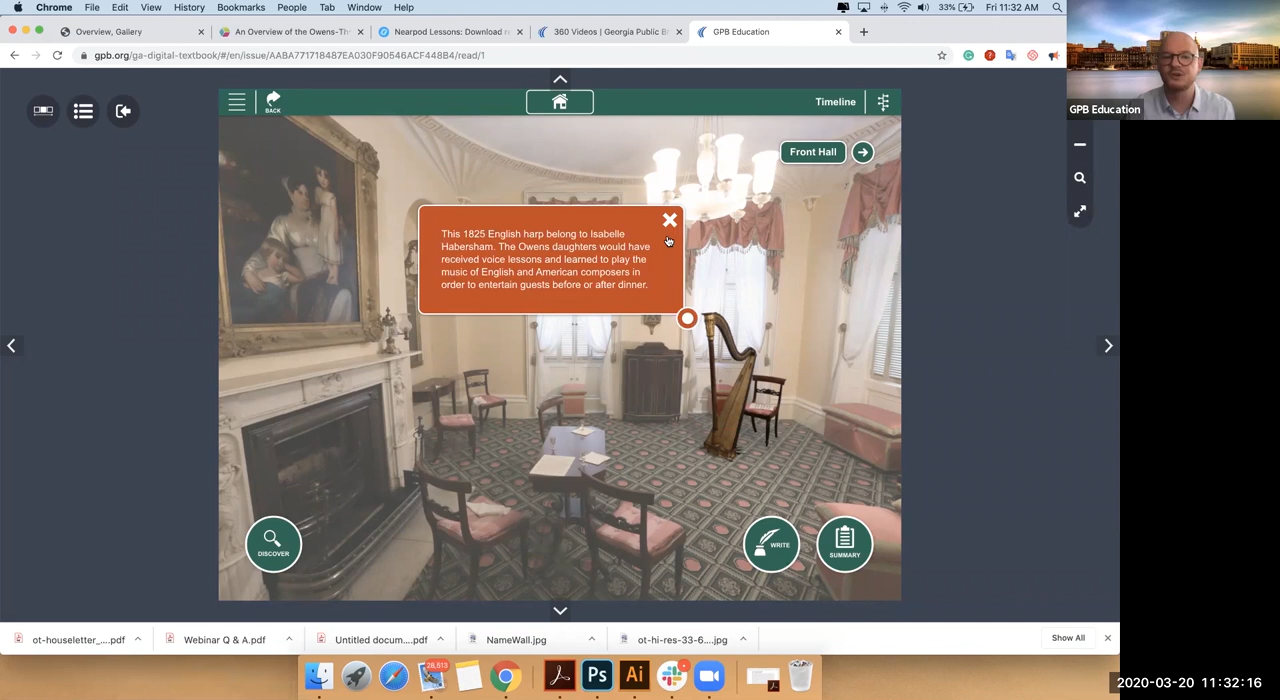 Chrome File Edit View History Bookmarks People Tab Window Help
33% Fri 11:32 AM
Overview, Gallery
An Overview of the Owens-Th
Nearpod Lessons: Download r
360 Videos | Georgia Public B
GPB Education
gpb.org/ga-digital-textbook/#/en/issue/AABA771718487EA030F90546ACF448B4/read/1
GPB Education
BACK
Timeline
Front Hall
This 1825 English harp belong to Isabelle
Habersham. The Owens daughters would have
received voice lessons and learned to play the
music of English and American composers in
order to entertain guests before or after dinner.
DISCOVER
WRITE
SUMMARY
ot-houseletter_....pdf
Webinar Q & A.pdf
Untitled docum....pdf
NameWall.jpg
ot-hi-res-33-6....jpg
Show All
28,513
Ps
Ai
2020-03-20 11:32:16